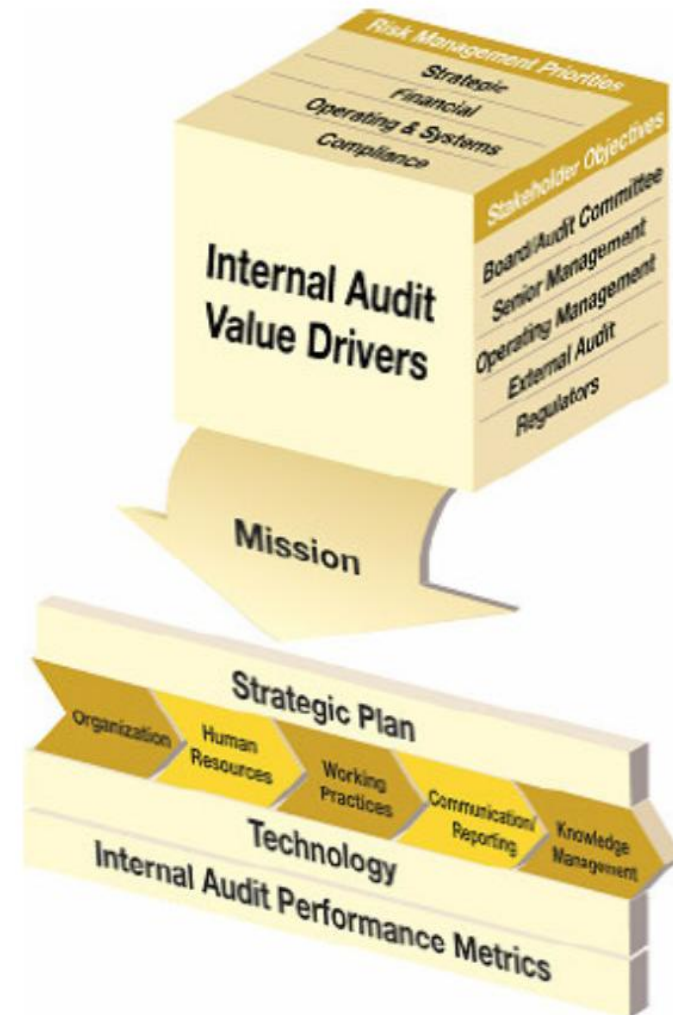 Risk Management Priorities
Strategic
Financial
Operating & Systems
Compliance
Stakeholder Objectives
Board/Audit Committee
Senior Management
Operating Management
External Audit
Regulators
Internal Audit
Value Drivers
Mission
Strategic Plan
Organization
Human
Resources
Working
Practices
Communication/
Reporting
Knowledge
Management
Technology
Internal Audit Performance Metrics